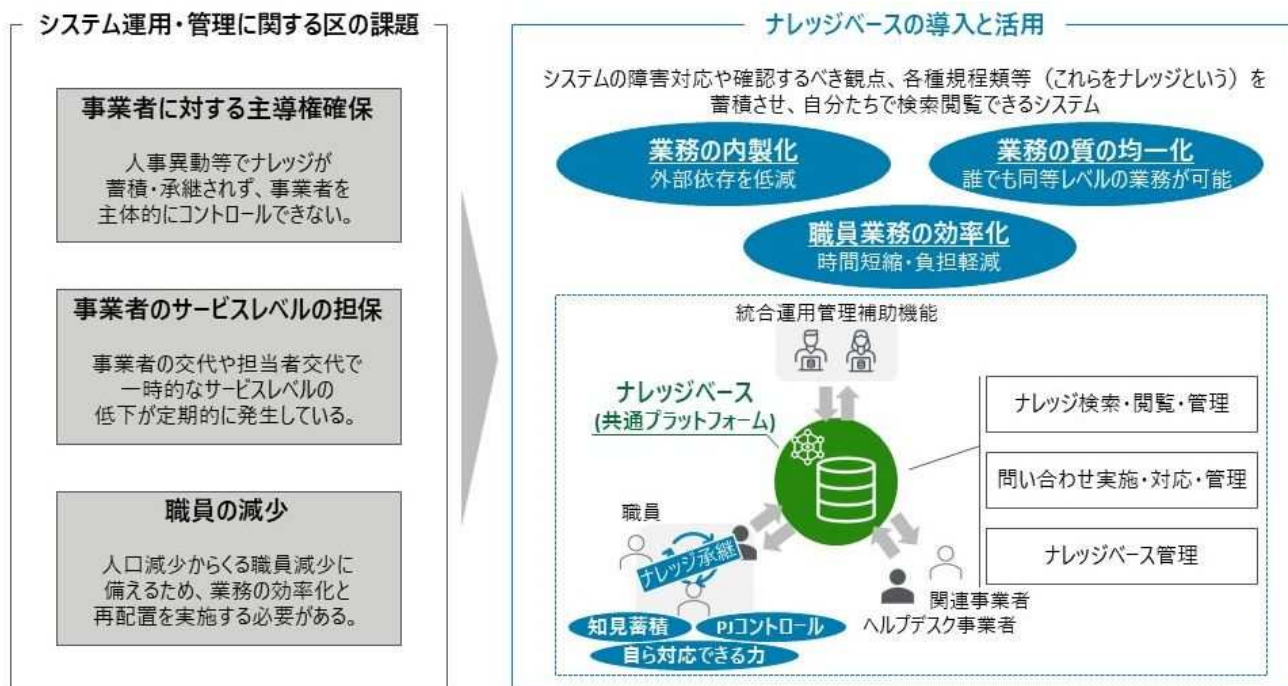 システム運用・管理に関する区の課題
事業者に対する主導権確保
人事異動等でナレッジが
蓄積・承継されず、事業者を
主体的にコントロールできない。
事業者のサービスレベルの担保
事業者の交代や担当者交代で
一時的なサービスレベルの
低下が定期的に発生している。
職員の減少
人口減少からくる職員減少に
備えるため、業務の効率化と
再配置を実施する必要がある。
ナレッジベースの導入と活用
システムの障害対応や確認するべき観点、各種規程類等（これらをナレッジという）を
蓄積させ、自分たちで検索閲覧できるシステム
業務の内製化
外部依存を低減
業務の質の均一化
誰でも同等レベルの業務が可能
職員業務の効率化
時間短縮・負担軽減
統合運用管理補助機能
ナレッジベース
(共通プラットフォーム)
ナレッジ検索・閲覧・管理
問い合わせ実施・対応・管理
ナレッジベース管理
職員
ナレッジ承継
知見蓄積
PJコントロール
自ら対応できる力
関連事業者
ヘルプデスク事業者